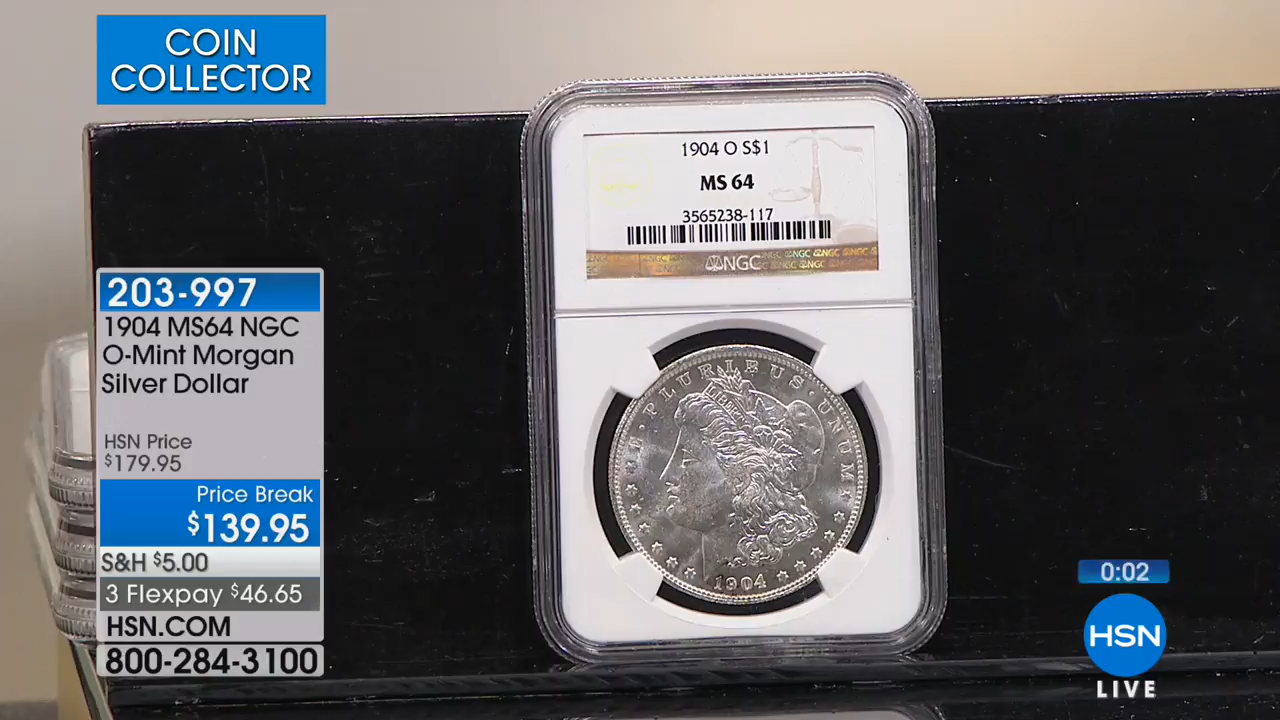 COIN
COLLECTOR
1904 O S$1
MS 64
3565238-117
NGC
E PLURIBUS UNUM
LIBERTY
1904
203-997
1904 MS64 NGC
O-Mint Morgan
Silver Dollar
HSN Price
$179.95
Price Break
$139.95
S&H $5.00
3 Flexpay $46.65
HSN.COM
800-284-3100
0:02
HSN
LIVE